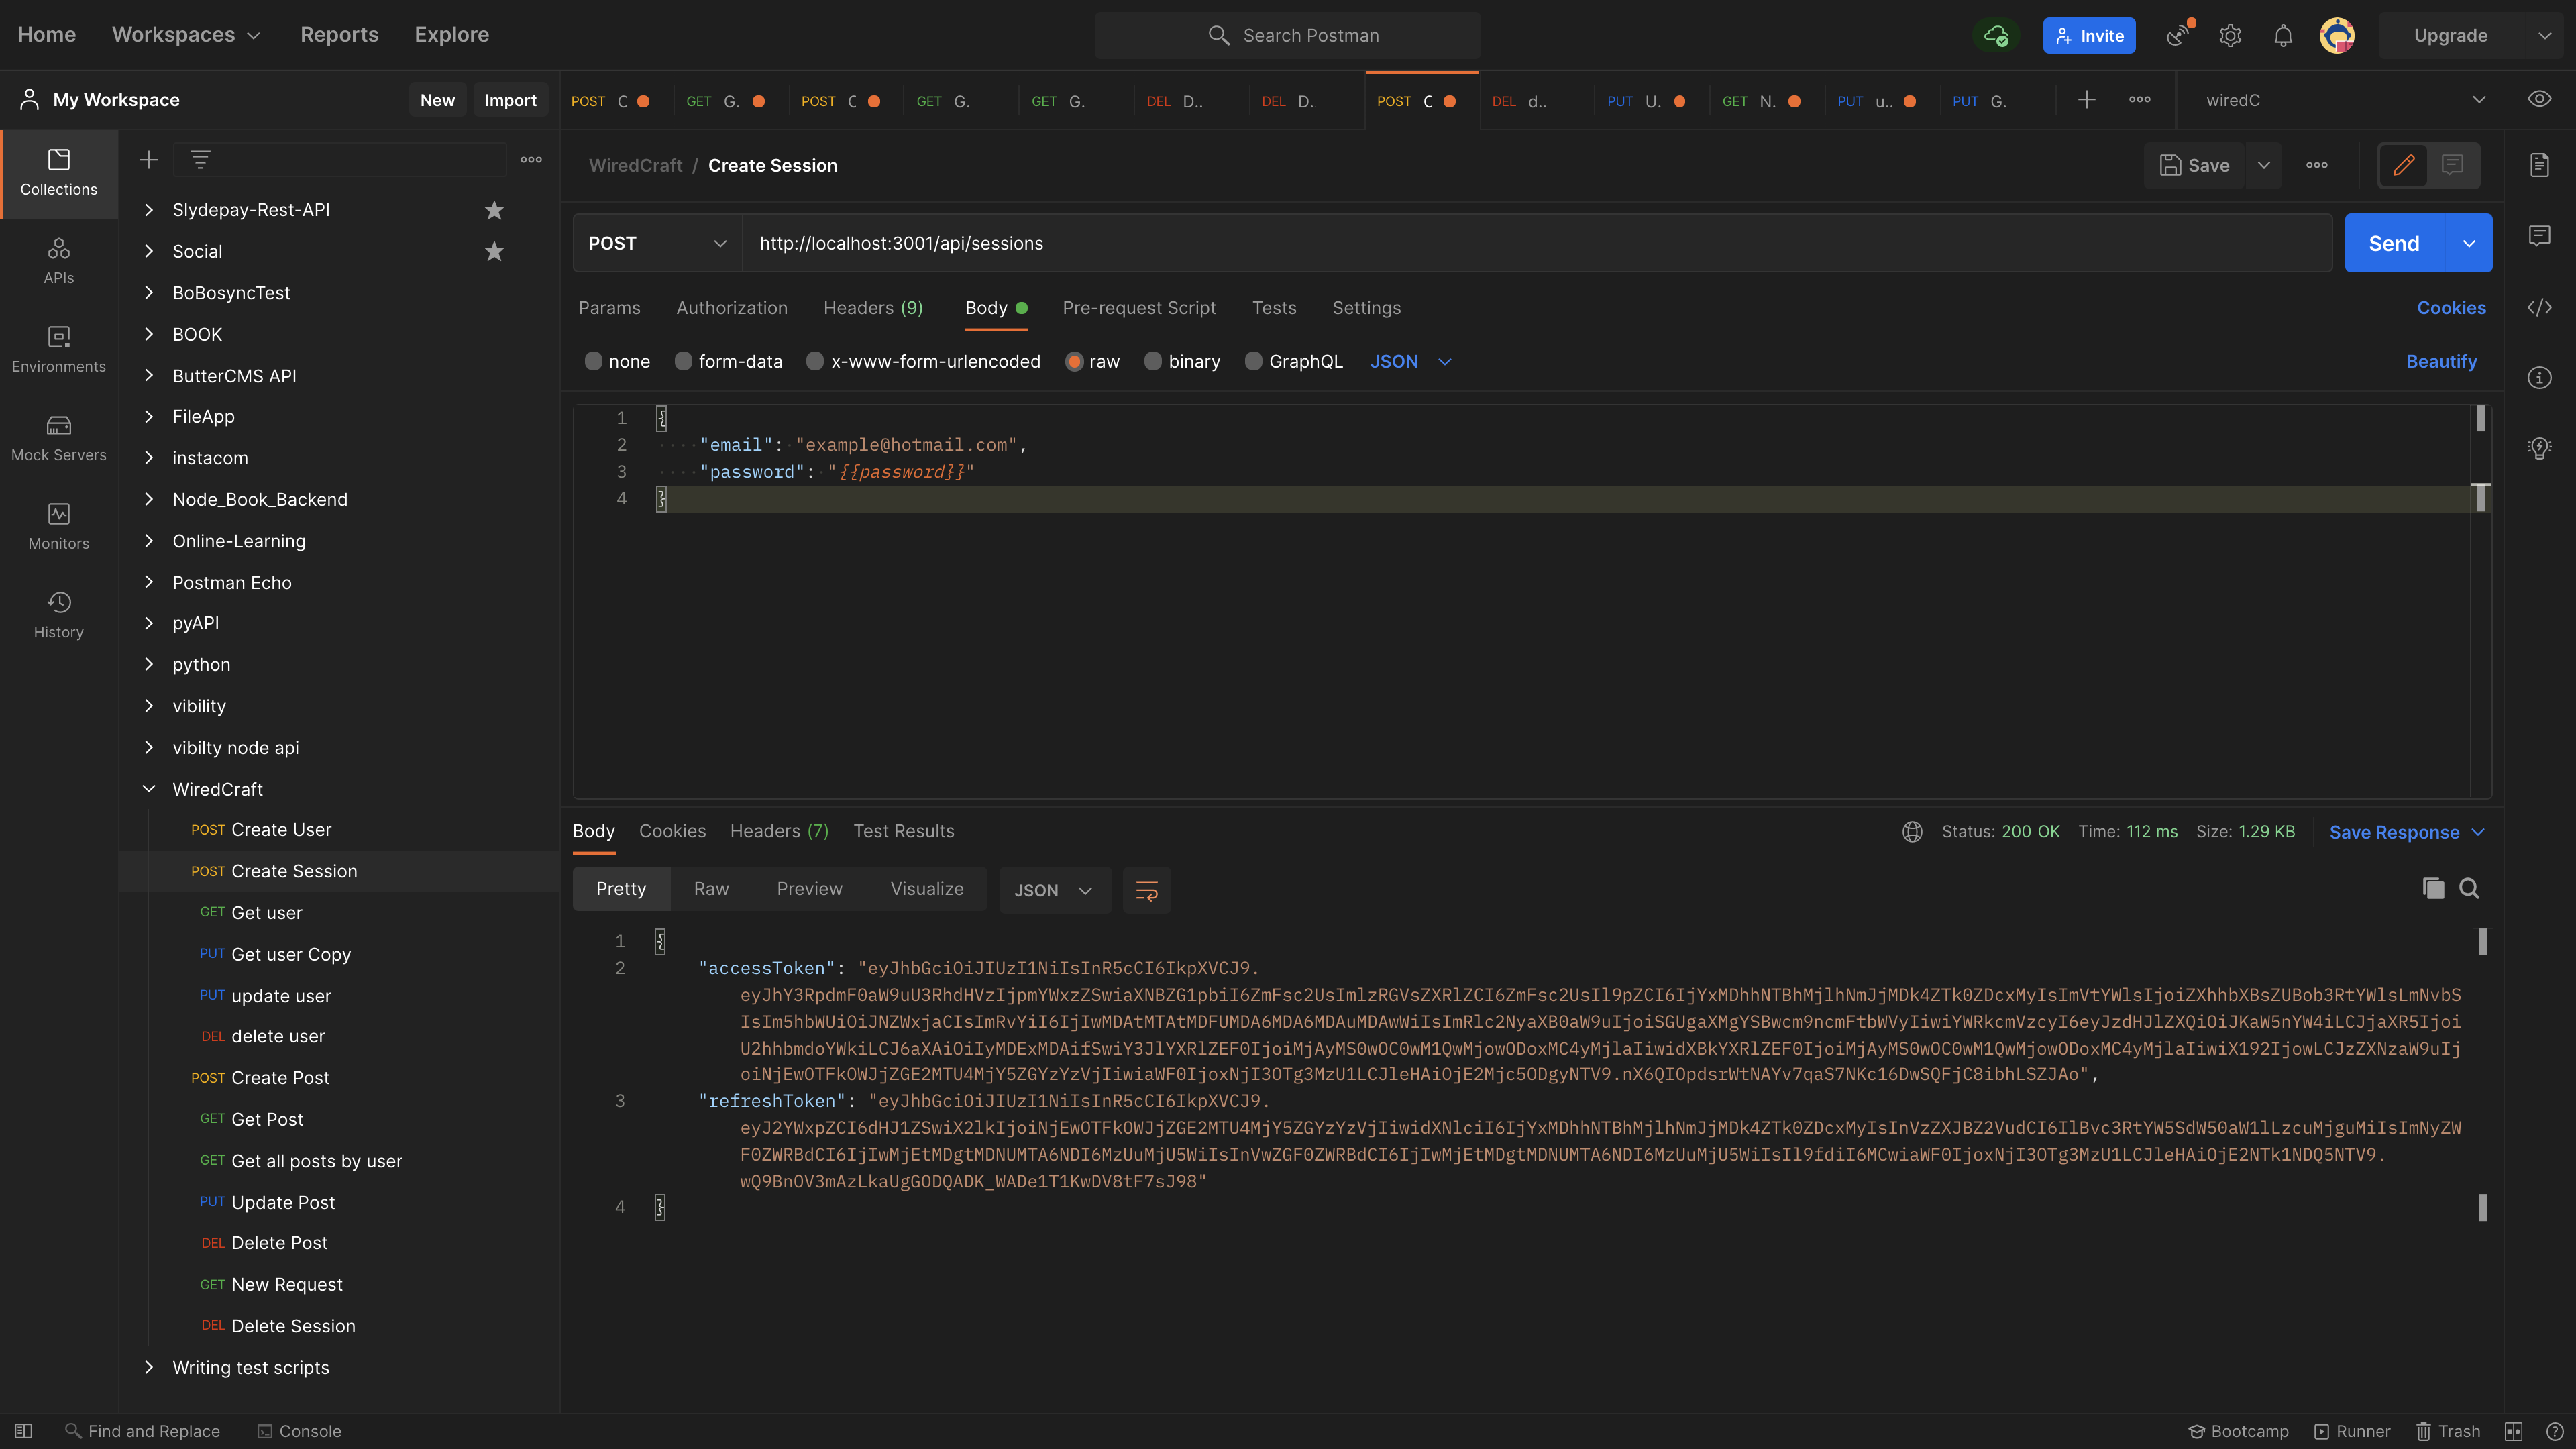 Home Workspaces Reports Explore Search Postman Invite Upgrade
My Workspace New Import POST C GET G. POST C GET G. GET G. DEL D.. DEL D.. POST C DEL d.. PUT U. GET N. PUT u.. PUT G. wiredC
Collections
APIs
Environments
Mock Servers
Monitors
History
Slydepay-Rest-API
Social
BoBosyncTest
BOOK
ButterCMS API
FileApp
instacom
Node_Book_Backend
Online-Learning
Postman Echo
pyAPI
python
vibility
vibilty node api
WiredCraft
POST Create User
POST Create Session
GET Get user
PUT Get user Copy
PUT update user
DEL delete user
POST Create Post
GET Get Post
GET Get all posts by user
PUT Update Post
DEL Delete Post
GET New Request
DEL Delete Session
Writing test scripts
WiredCraft / Create Session Save
POST http://localhost:3001/api/sessions Send
Params Authorization Headers (9) Body Pre-request Script Tests Settings Cookies
none form-data x-www-form-urlencoded raw binary GraphQL JSON Beautify
1 {
2 "email": "example@hotmail.com",
3 "password": "{{password}}"
4 }
Body Cookies Headers (7) Test Results Status: 200 OK Time: 112 ms Size: 1.29 KB Save Response
Pretty Raw Preview Visualize JSON
1 {
2 "accessToken": "eyJhbGciOiJIUzI1NiIsInR5cCI6IkpXVCJ9.
eyJhY3RpdmF0aW9uU3RhdHVzIjpmYWxzZSwiaXNBZG1pbiI6ZmFsc2UsImlzRGVsZXRlZCI6ZmFsc2UsIl9pZCI6IjYxMDhhNTBhMjlhNmJjMDk4ZTk0ZDcxMyIsImVtYWlsIjoiZXhhbXBsZUBob3RtYWlsLmNvbS
IsIm5hbWUiOiJNZWxjaCIsImRvYiI6IjIwMDAtMTAtMDFUMDA6MDA6MDAuMDAwWiIsImRlc2NyaXB0aW9uIjoiSGUgaXMgYSBwcm9ncmFtbWVyIiwiYWRkcmVzcyI6eyJzdHJlZXQiOiJKaW5nYW4iLCJjaXR5Ijoi
U2hhbmdoYWkiLCJ6aXAiOiIyMDExMDAifSwiY3JlYXRlZEF0IjoiMjAyMS0wOC0wM1QwMjowODoxMC4yMjlaIiwidXBkYXRlZEF0IjoiMjAyMS0wOC0wM1QwMjowODoxMC4yMjlaIiwiX192IjowLCJzZXNzaW9uIj
oiNjEwOTFkOWJjZGE2MTU4MjY5ZGYzYzVjIiwiaWF0IjoxNjI3OTg3MzU1LCJleHAiOjE2Mjc5ODgyNTV9.nX6QIOpdsrWtNAYv7qaS7NKc16DwSQFjC8ibhLSZJAo",
3 "refreshToken": "eyJhbGciOiJIUzI1NiIsInR5cCI6IkpXVCJ9.
eyJ2YWxpZCI6dHJ1ZSwiX2lkIjoiNjEwOTFkOWJjZGE2MTU4MjY5ZGYzYzVjIiwidXNlciI6IjYxMDhhNTBhMjlhNmJjMDk4ZTk0ZDcxMyIsInVzZXJBZ2VudCI6IlBvc3RtYW5SdW50aW1lLzcuMjguMiIsImNyZW
F0ZWRBdCI6IjIwMjEtMDgtMDNUMTA6NDI6MzUuMjU5WiIsInVwZGF0ZWRBdCI6IjIwMjEtMDgtMDNUMTA6NDI6MzUuMjU5WiIsIl9fdiI6MCwiaWF0IjoxNjI3OTg3MzU1LCJleHAiOjE2NTk1NDQ5NTV9.
wQ9BnOV3mAzLkaUgGODQADK_WADe1T1KwDV8tF7sJ98"
4 }
Find and Replace Console Bootcamp Runner Trash